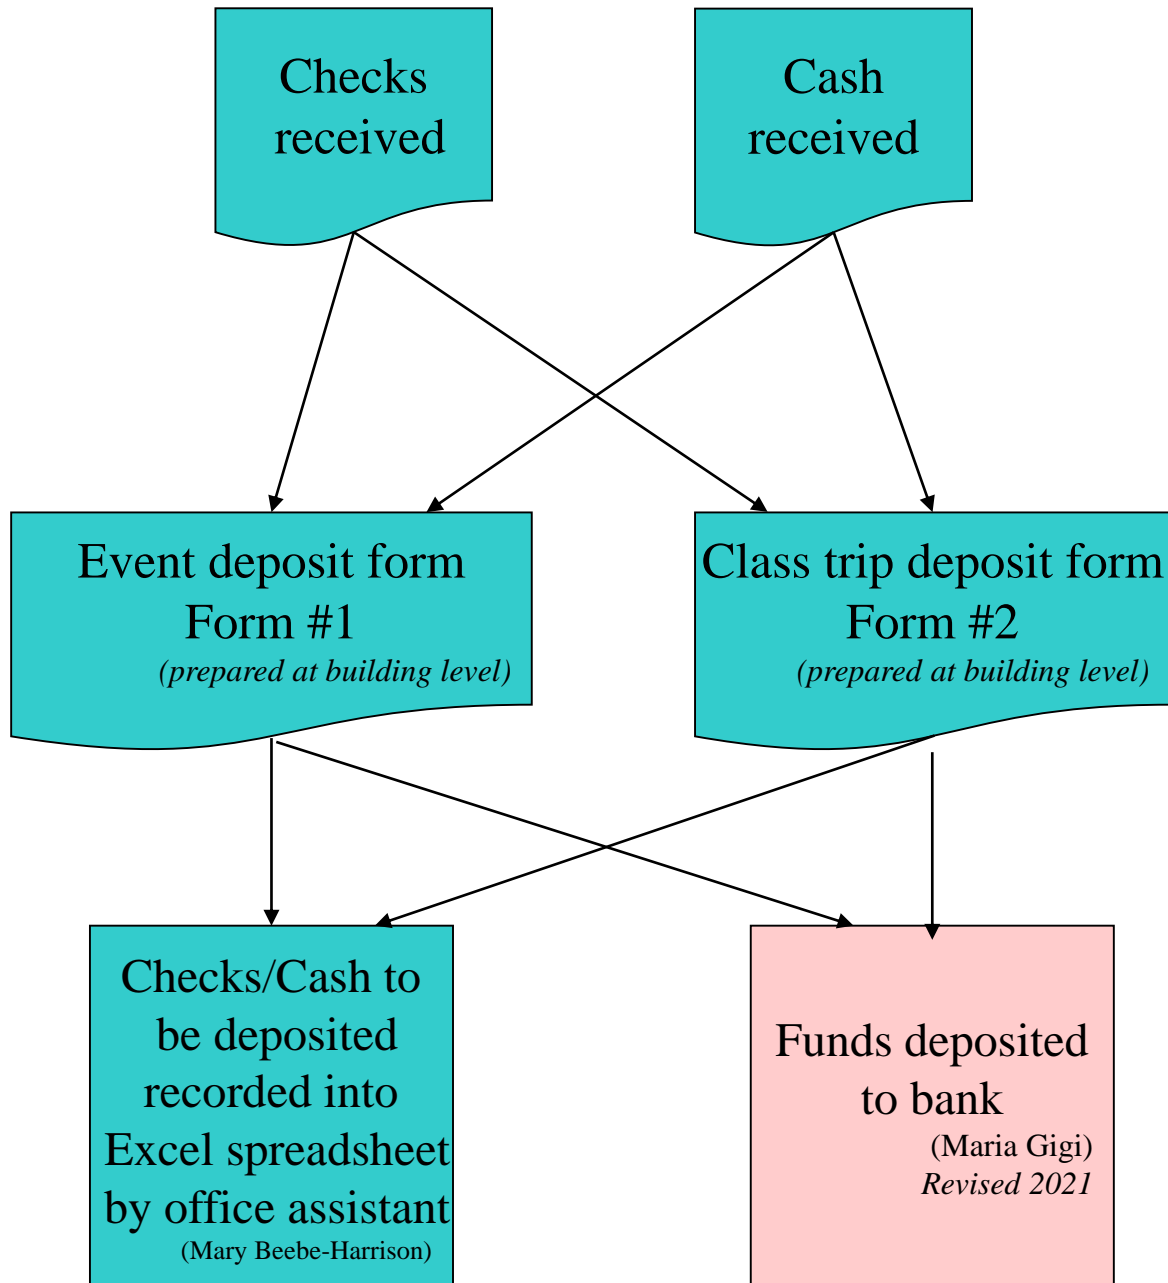 Checks
received
Cash
received
Event deposit form
Form #1
(prepared at building level)
Class trip deposit form
Form #2
(prepared at building level)
Checks/Cash to
be deposited
recorded into
Excel spreadsheet
by office assistant
(Mary Beebe-Harrison)
Funds deposited
to bank
(Maria Gigi)
Revised 2021